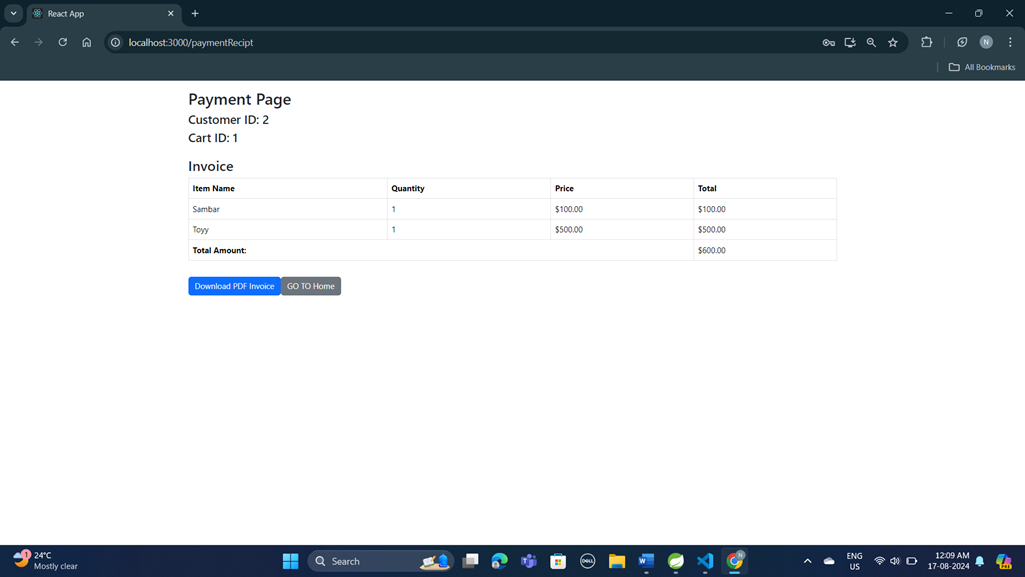 React App
localhost:3000/paymentRecipt
N
All Bookmarks
Payment Page
Customer ID: 2
Cart ID: 1
Invoice
Item Name Quantity Price Total
Sambar 1 $100.00 $100.00
Toyy 1 $500.00 $500.00
Total Amount: $600.00
Download PDF Invoice GO TO Home
1 24°C
Mostly clear
Search
DELL
N
ENG
US
12:09 AM
17-08-2024